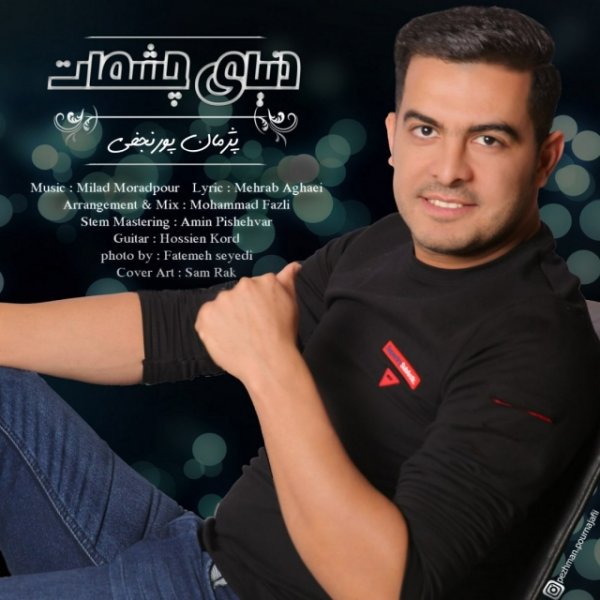 دنیای چشمات
پژمان پورنجفی
Music : Milad Moradpour Lyric : Mehrab Aghaei
Arrangement & Mix : Mohammad Fazli
Stem Mastering : Amin Pishehvar
Guitar : Hossien Kord
photo by : Fatemeh seyedi
Cover Art : Sam Rak
pezhman.pournajafii